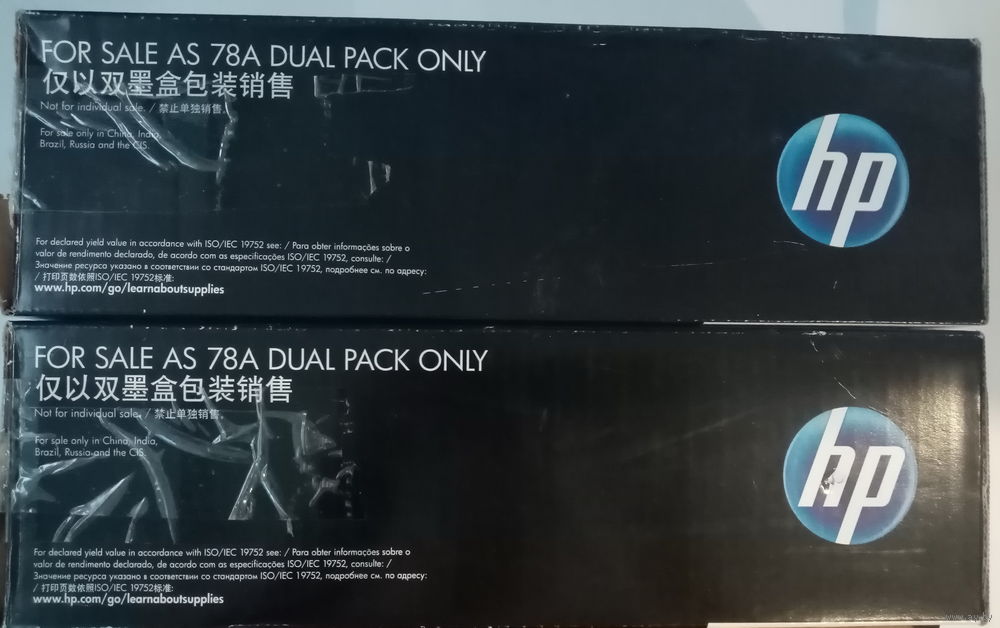 FOR SALE AS 78A DUAL PACK ONLY
仅以双墨盒包装销售
Not for individual sale. / 禁止单独销售。
For sale only in China, India,
Brazil, Russia and the CIS.
hp
For declared yield value in accordance with ISO/IEC 19752 see: / Para obter informações sobre o
valor de rendimento declarado, de acordo com as especificações ISO/IEC 19752, consulte: /
Значение ресурса указано в соответствии со стандартом ISO/IEC 19752, подробнее см. по адресу:
/ 打印页数依照ISO/IEC 19752标准:
www.hp.com/go/learnaboutsupplies
FOR SALE AS 78A DUAL PACK ONLY
仅以双墨盒包装销售
Not for individual sale. / 禁止单独销售。
For sale only in China, India,
Brazil, Russia and the CIS.
hp
For declared yield value in accordance with ISO/IEC 19752 see: / Para obter informações sobre o
valor de rendimento declarado, de acordo com as especificações ISO/IEC 19752, consulte: /
Значение ресурса указано в соответствии со стандартом ISO/IEC 19752, подробнее см. по адресу:
/ 打印页数依照ISO/IEC 19752标准:
www.hp.com/go/learnaboutsupplies